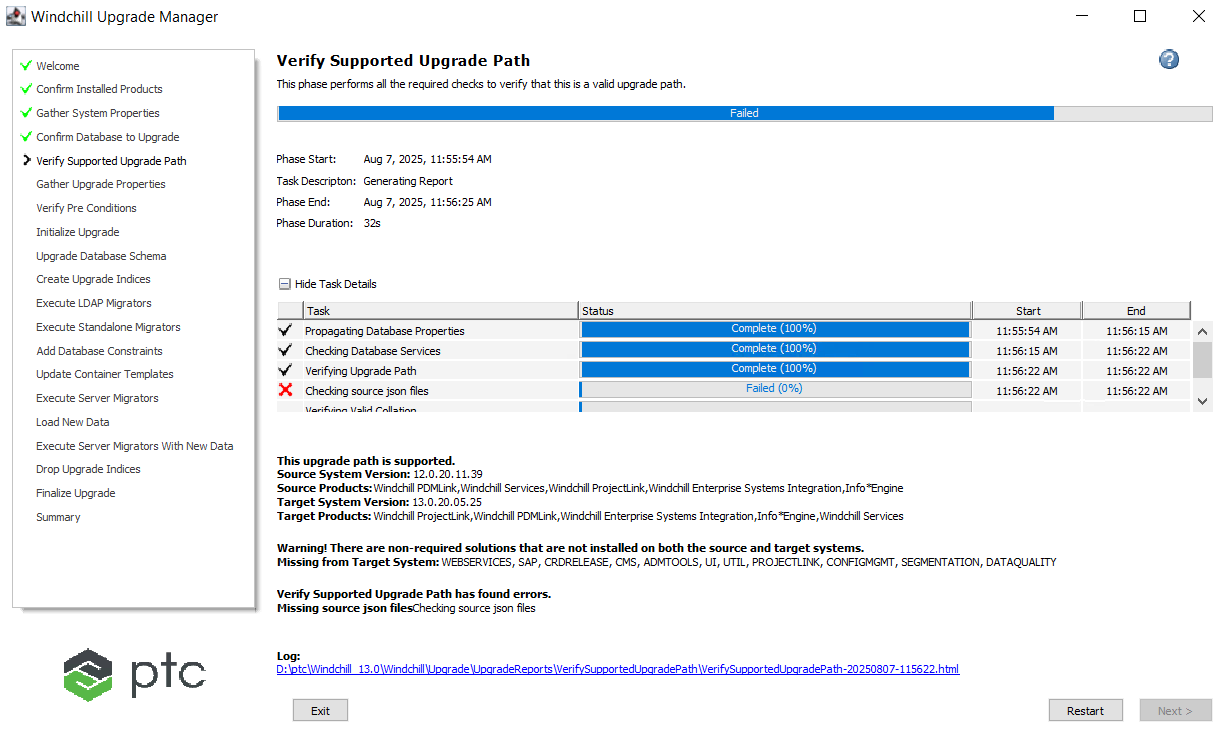 Windchill Upgrade Manager
Welcome
Confirm Installed Products
Gather System Properties
Confirm Database to Upgrade
Verify Supported Upgrade Path
Gather Upgrade Properties
Verify Pre Conditions
Initialize Upgrade
Upgrade Database Schema
Create Upgrade Indices
Execute LDAP Migrators
Execute Standalone Migrators
Add Database Constraints
Update Container Templates
Execute Server Migrators
Load New Data
Execute Server Migrators With New Data
Drop Upgrade Indices
Finalize Upgrade
Summary
ptc
Verify Supported Upgrade Path
?
This phase performs all the required checks to verify that this is a valid upgrade path.
Failed
Phase Start: Aug 7, 2025, 11:55:54 AM
Task Descripton: Generating Report
Phase End: Aug 7, 2025, 11:56:25 AM
Phase Duration: 32s
Hide Task Details
Task Status Start End
Propagating Database Properties Complete (100%) 11:55:54 AM 11:56:15 AM
Checking Database Services Complete (100%) 11:56:15 AM 11:56:22 AM
Verifying Upgrade Path Complete (100%) 11:56:22 AM 11:56:22 AM
Checking source json files Failed (0%) 11:56:22 AM 11:56:22 AM
Verifying Valid Collation
This upgrade path is supported.
Source System Version: 12.0.20.11.39
Source Products: Windchill PDMLink,Windchill Services,Windchill ProjectLink,Windchill Enterprise Systems Integration,Info*Engine
Target System Version: 13.0.20.05.25
Target Products: Windchill ProjectLink,Windchill PDMLink,Windchill Enterprise Systems Integration,Info*Engine,Windchill Services
Warning! There are non-required solutions that are not installed on both the source and target systems.
Missing from Target System: WEBSERVICES, SAP, CRDRELEASE, CMS, ADMTOOLS, UI, UTIL, PROJECTLINK, CONFIGMGMT, SEGMENTATION, DATAQUALITY
Verify Supported Upgrade Path has found errors.
Missing source json filesChecking source json files
Log:
D:\ptc\Windchill_13.0\Windchill\Upgrade\UpgradeReports\VerifySupportedUpgradePath\VerifySupportedUpgradePath-20250807-115622.html
Exit Restart Next >